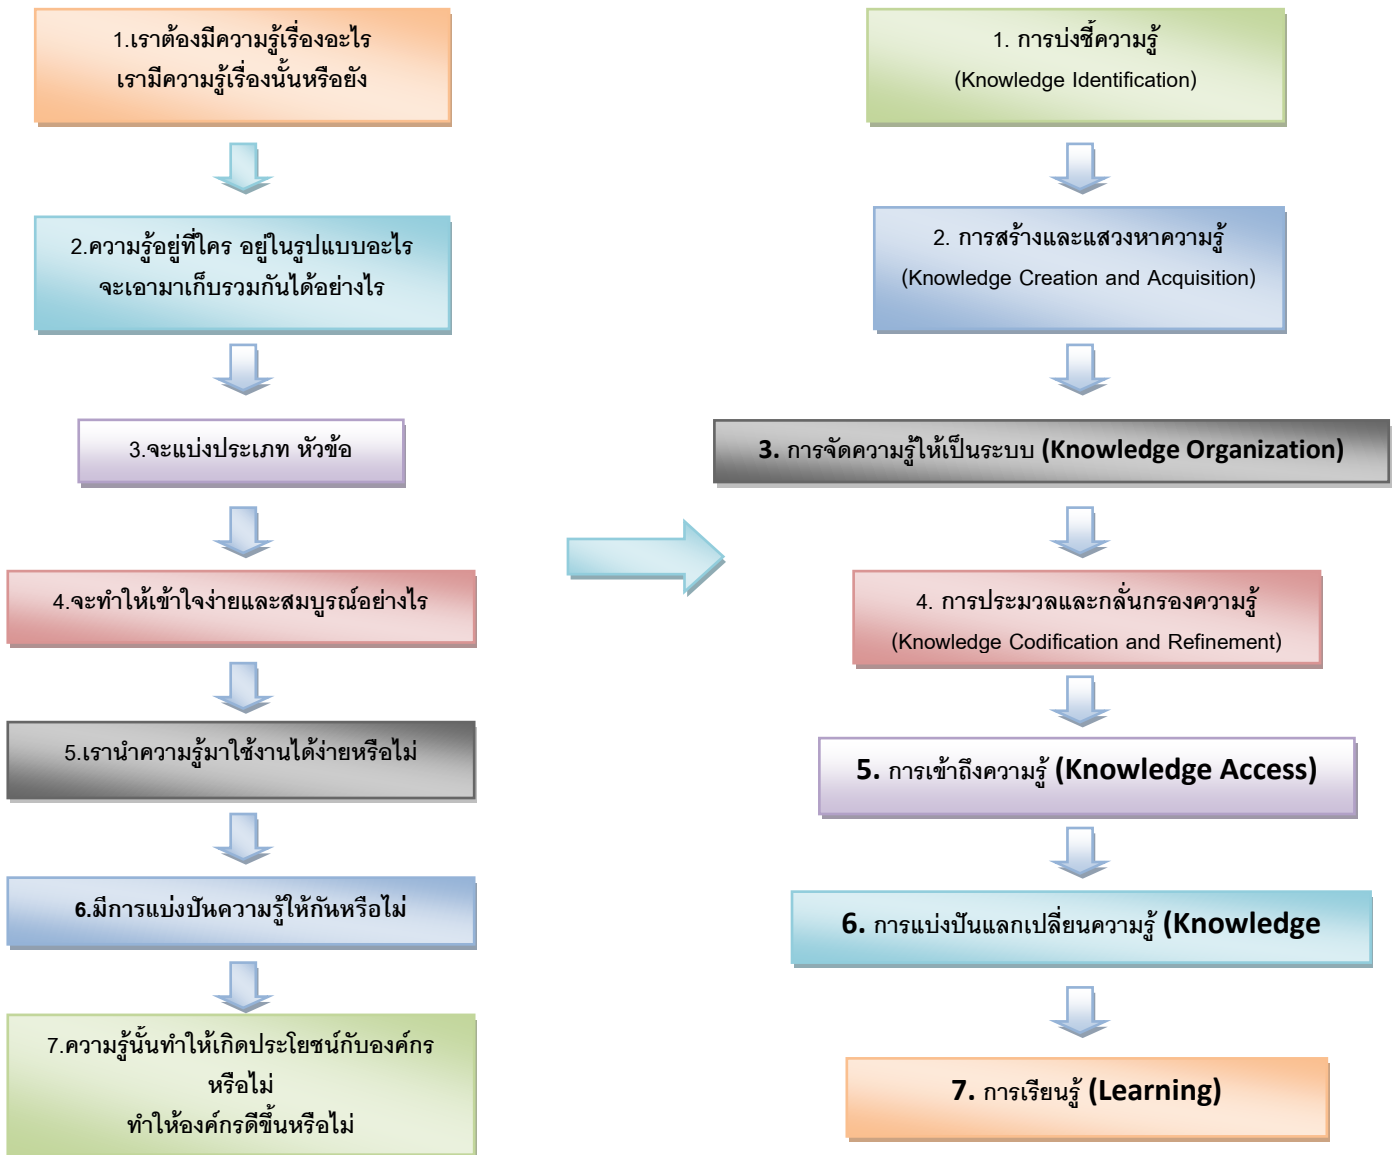 1.เราต้องมีความรู้เรื่องอะไร
เรามีความรู้เรื่องนั้นหรือยัง
2.ความรู้อยู่ที่ใคร อยู่ในรูปแบบอะไร
จะเอามาเก็บรวมกันได้อย่างไร
3.จะแบ่งประเภท หัวข้อ
4.จะทำให้เข้าใจง่ายและสมบูรณ์อย่างไร
5.เรานำความรู้มาใช้งานได้ง่ายหรือไม่
6.มีการแบ่งปันความรู้ให้กันหรือไม่
7.ความรู้นั้นทำให้เกิดประโยชน์กับองค์กร
หรือไม่
ทำให้องค์กรดีขึ้นหรือไม่
1. การบ่งชี้ความรู้
(Knowledge Identification)
2. การสร้างและแสวงหาความรู้
(Knowledge Creation and Acquisition)
3. การจัดความรู้ให้เป็นระบบ (Knowledge Organization)
4. การประมวลและกลั่นกรองความรู้
(Knowledge Codification and Refinement)
5. การเข้าถึงความรู้ (Knowledge Access)
6. การแบ่งปันแลกเปลี่ยนความรู้ (Knowledge
7. การเรียนรู้ (Learning)